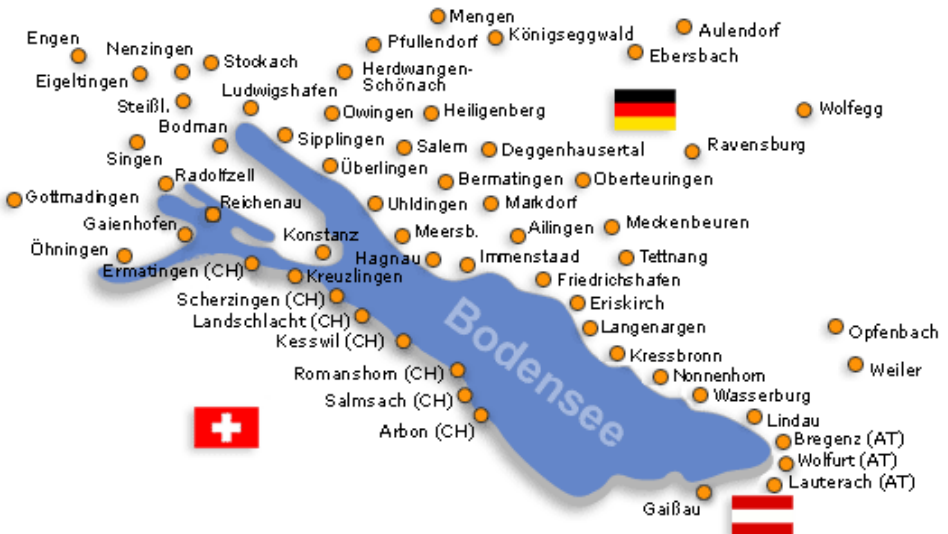 Mengen
Aulendorf
Engen
Pfullendorf
Königseggwald
Nenzingen
Ebersbach
Stockach
Eigeltingen
Herdwangen-
Schönach
Ludwigshafen
Steißl.
Owingen
Heiligenberg
Wolfegg
Bodman
Sipplingen
Salem
Deggenhausertal
Ravensburg
Singen
Überlingen
Radolfzell
Bermatingen
Oberteuringen
Gottmadingen
Reichenau
Uhldingen
Markdorf
Gaienhofen
Konstanz
Meersb.
Ailingen
Meckenbeuren
Öhningen
Hagnau
Immenstaad
Tettnang
Ermatingen (CH)
Kreuzlingen
Friedrichshafen
Scherzingen (CH)
Eriskirch
Landschlacht (CH)
Langenargen
Opfenbach
Kesswil (CH)
Bodensee
Kressbronn
Weiler
Romanshorn (CH)
Nonnenhorn
Salmsach (CH)
Wasserburg
Lindau
Arbon (CH)
Bregenz (AT)
Wolfurt (AT)
Lauterach (AT)
Gaißau